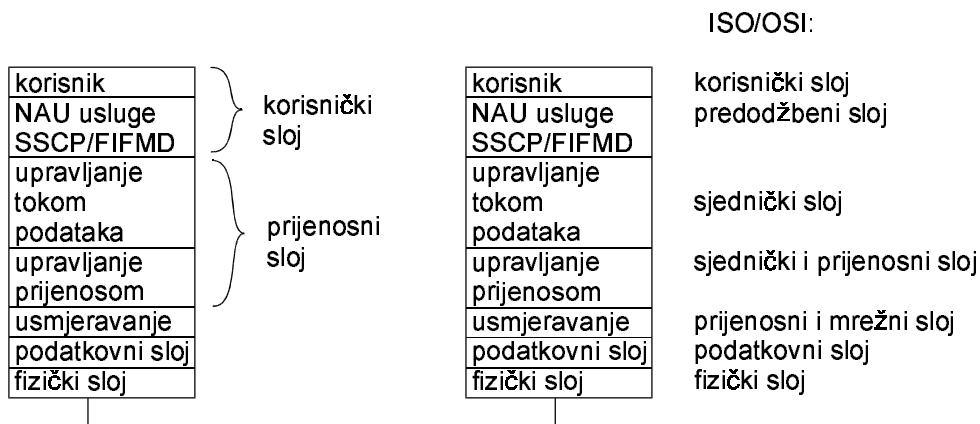 ISO/OSI:
korisnik
NAU usluge
SSCP/FIFMD
upravljanje
tokom
podataka
upravljanje
prijenosom
usmjeravanje
podatkovni sloj
fizički sloj
korisnički
sloj
prijenosni
sloj
korisnik
NAU usluge
SSCP/FIFMD
upravljanje
tokom
podataka
upravljanje
prijenosom
usmjeravanje
podatkovni sloj
fizički sloj
korisnički sloj
predodžbeni sloj
sjednički sloj
sjednički i prijenosni sloj
prijenosni i mrežni sloj
podatkovni sloj
fizički sloj